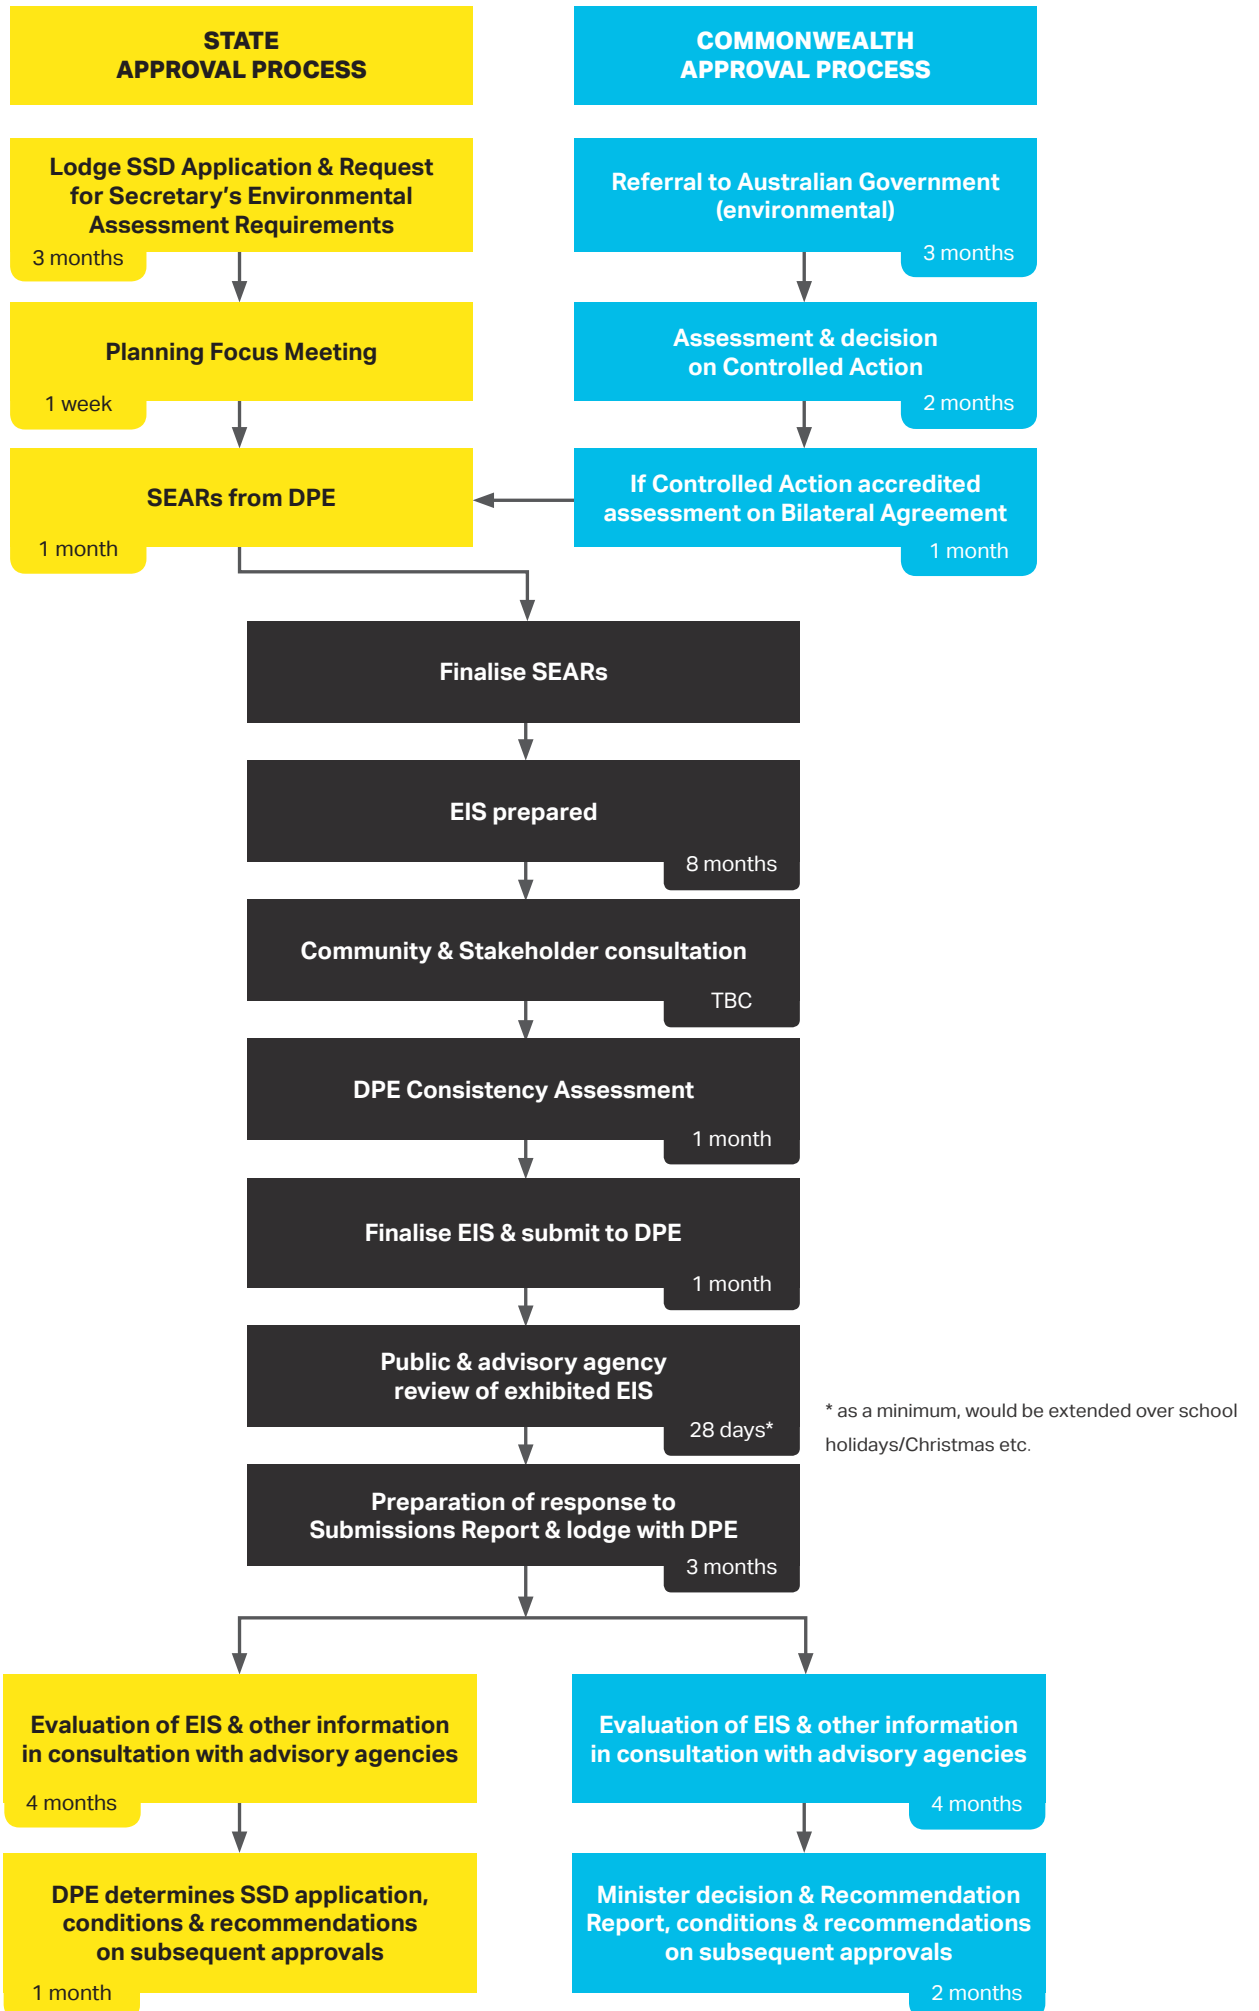 STATE
APPROVAL PROCESS
COMMONWEALTH
APPROVAL PROCESS
Lodge SSD Application & Request
for Secretary's Environmental
Assessment Requirements
3 months
Referral to Australian Government
(environmental)
3 months
Planning Focus Meeting
1 week
Assessment & decision
on Controlled Action
2 months
SEARs from DPE
1 month
If Controlled Action accredited
assessment on Bilateral Agreement
1 month
Finalise SEARs
EIS prepared
8 months
Community & Stakeholder consultation
TBC
DPE Consistency Assessment
1 month
Finalise EIS & submit to DPE
1 month
Public & advisory agency
review of exhibited EIS
28 days*
* as a minimum, would be extended over school
holidays/Christmas etc.
Preparation of response to
Submissions Report & lodge with DPE
3 months
Evaluation of EIS & other information
in consultation with advisory agencies
4 months
Evaluation of EIS & other information
in consultation with advisory agencies
4 months
DPE determines SSD application,
conditions & recommendations
on subsequent approvals
1 month
Minister decision & Recommendation
Report, conditions & recommendations
on subsequent approvals
2 months